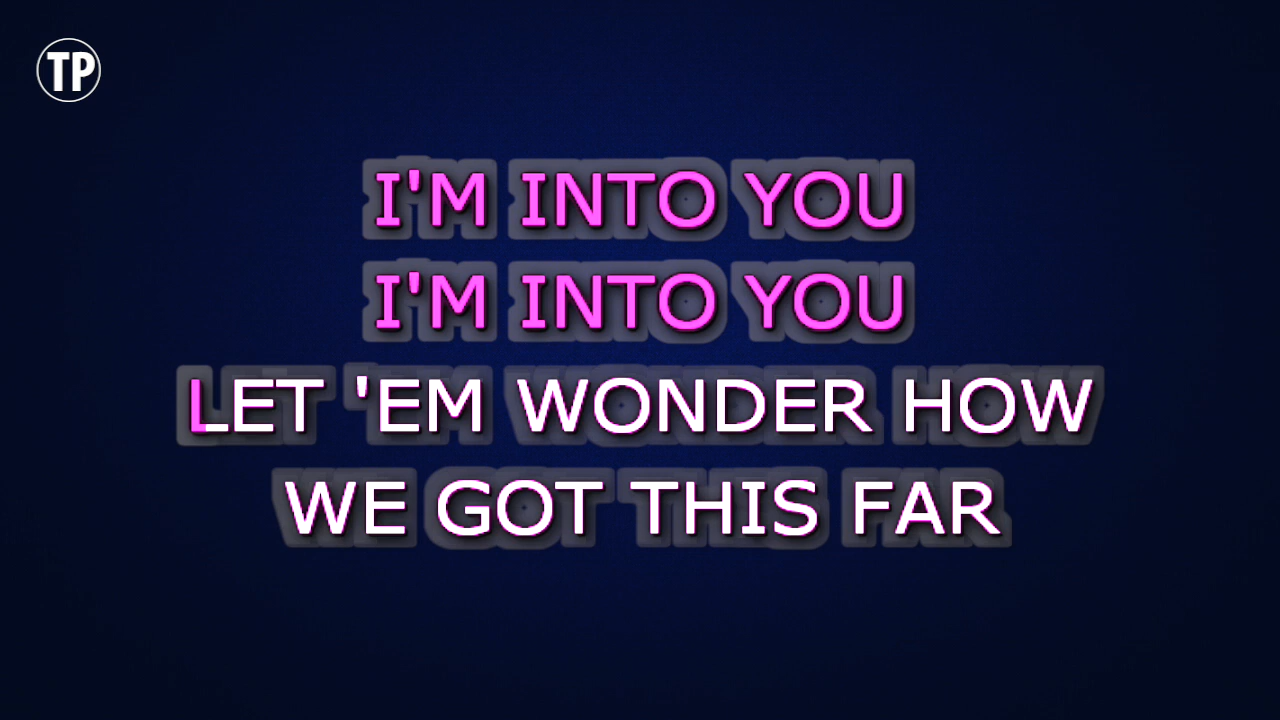 TP
I'M INTO YOU
I'M INTO YOU
LET 'EM WONDER HOW
WE GOT THIS FAR